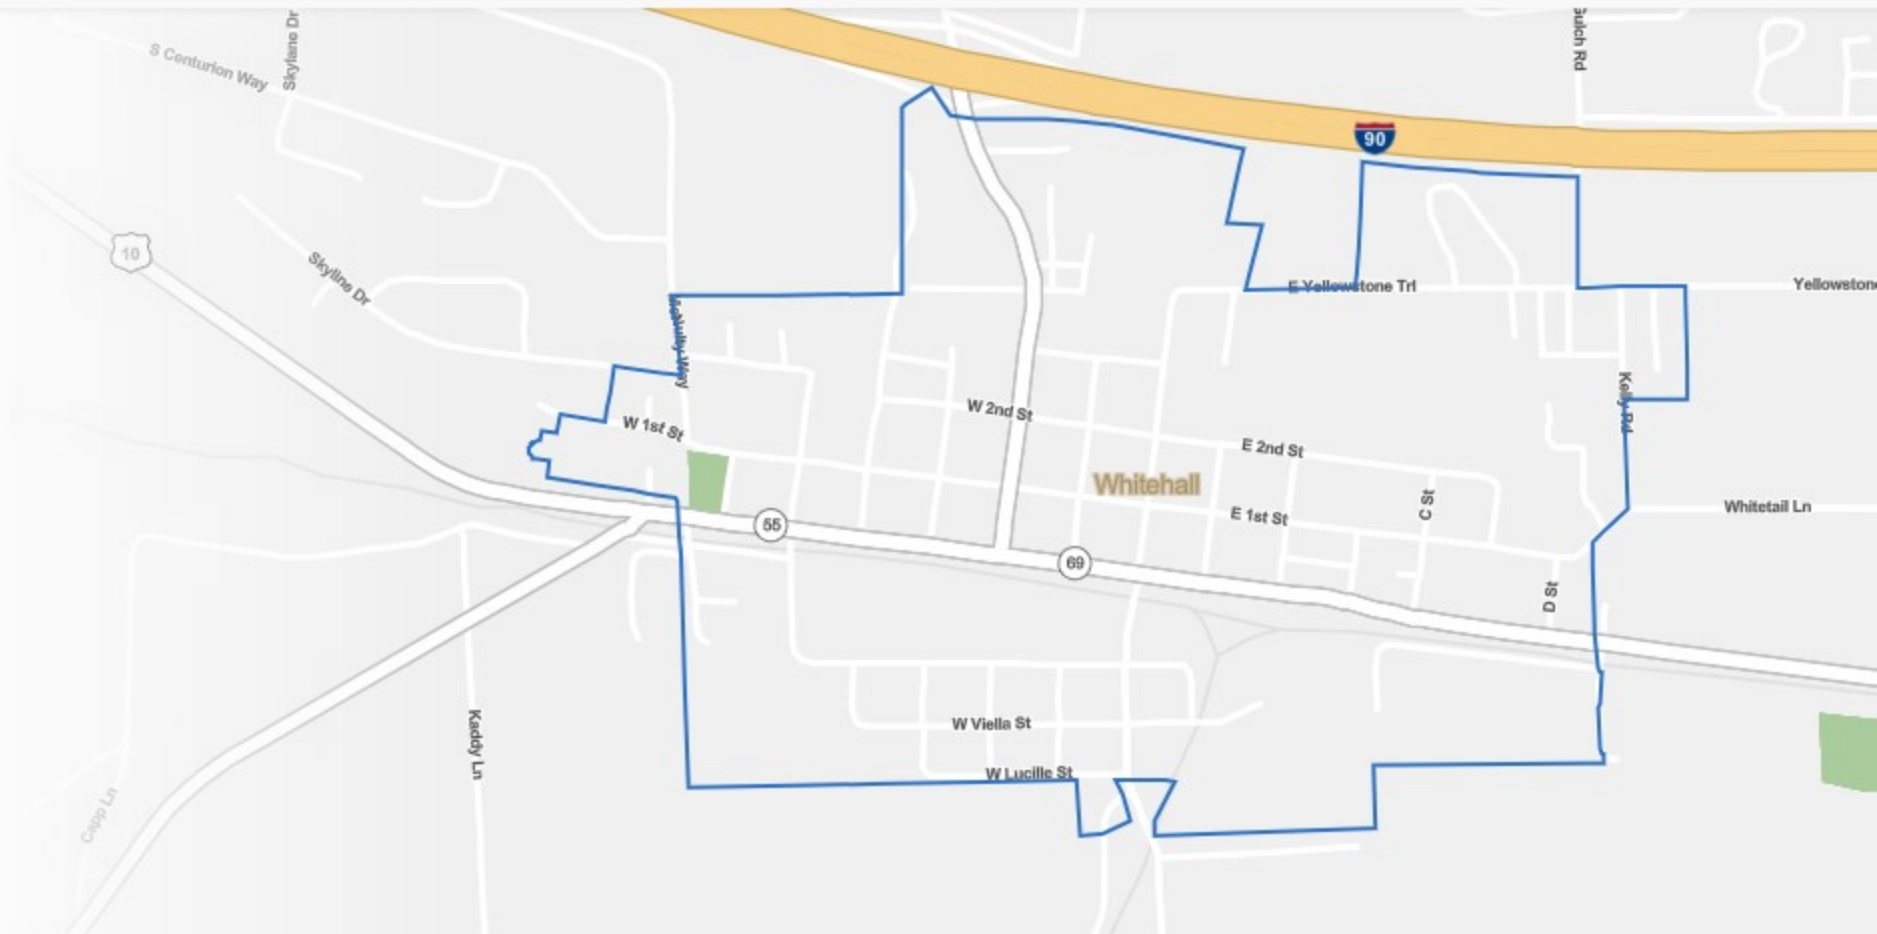 Skylane Dr
S Centurion Way
Gulch Rd
90
10
Skyline Dr
E Yellowstone Trl
Yellowstone
McNulty Way
W 1st St
W 2nd St
Kelly Rd
E 2nd St
Whitehall
C St
E 1st St
Whitetail Ln
55
69
D St
Kaddy Ln
W Viella St
W Lucille St
Capp Ln